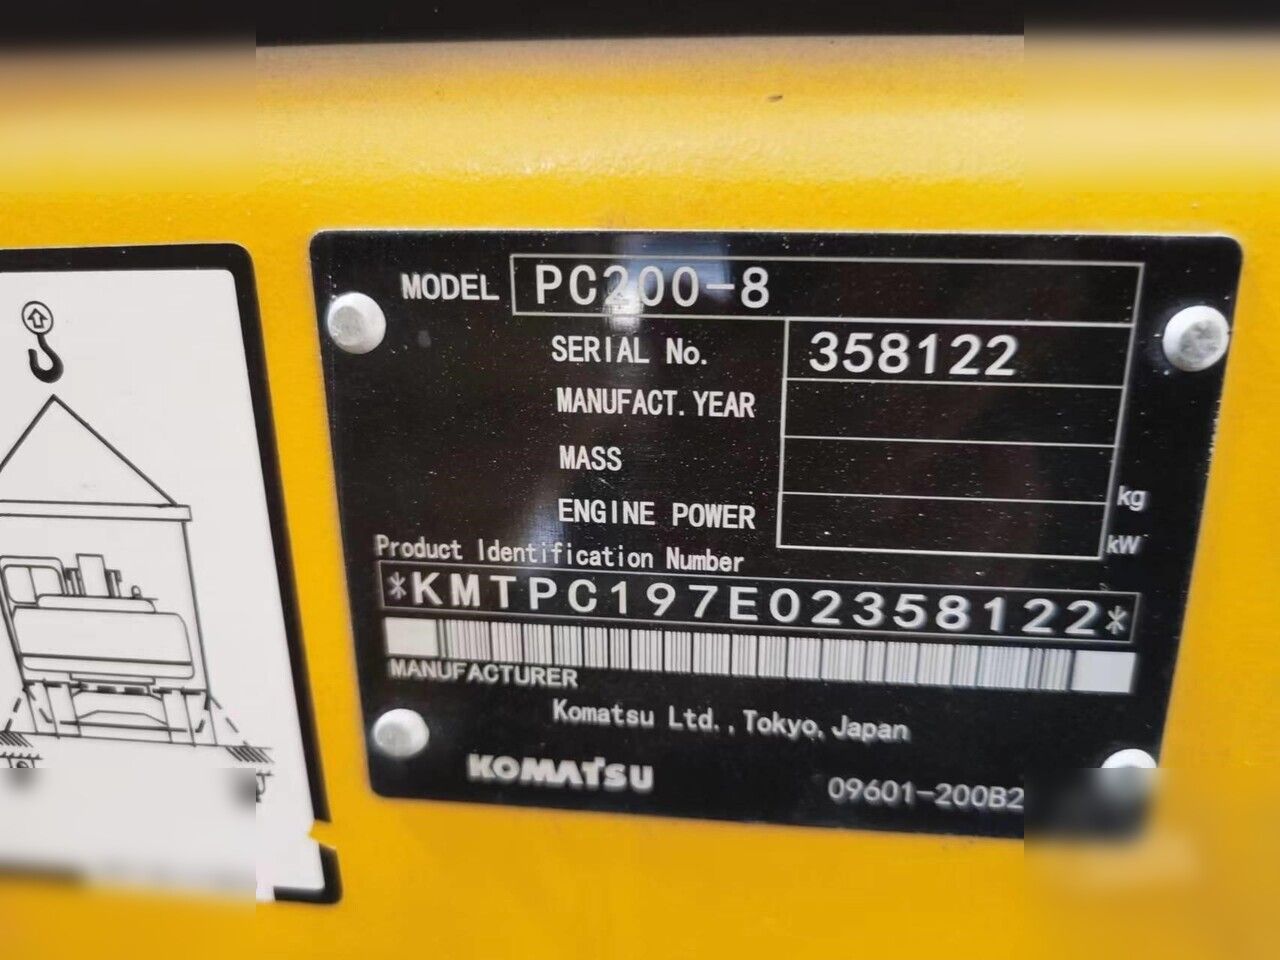 MODEL PC200-8
SERIAL No. 358122
MANUFACT. YEAR
MASS kg
ENGINE POWER kW
Product Identification Number
*KMTPC197E02358122*
MANUFACTURER
Komatsu Ltd., Tokyo, Japan
KOMATSU 09601-200B2